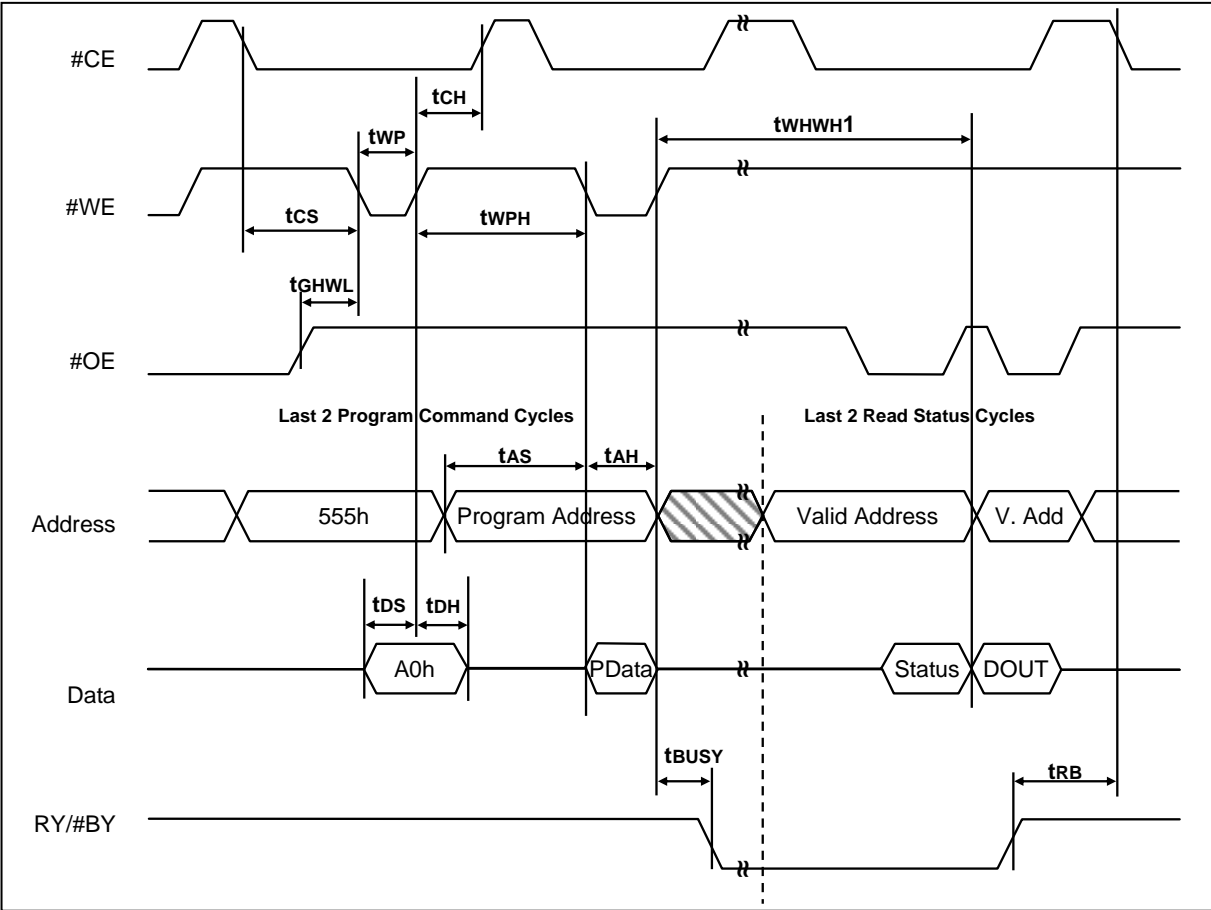 #CE
tCH
tWHWH1
tWP
#WE
tCS
tWPH
tGHWL
#OE
Last 2 Program Command Cycles
Last 2 Read Status Cycles
tAS
tAH
Address
555h
Program Address
Valid Address
V. Add
tDS
tDH
A0h
PData
Status
DOUT
Data
tBUSY
tRB
RY/#BY